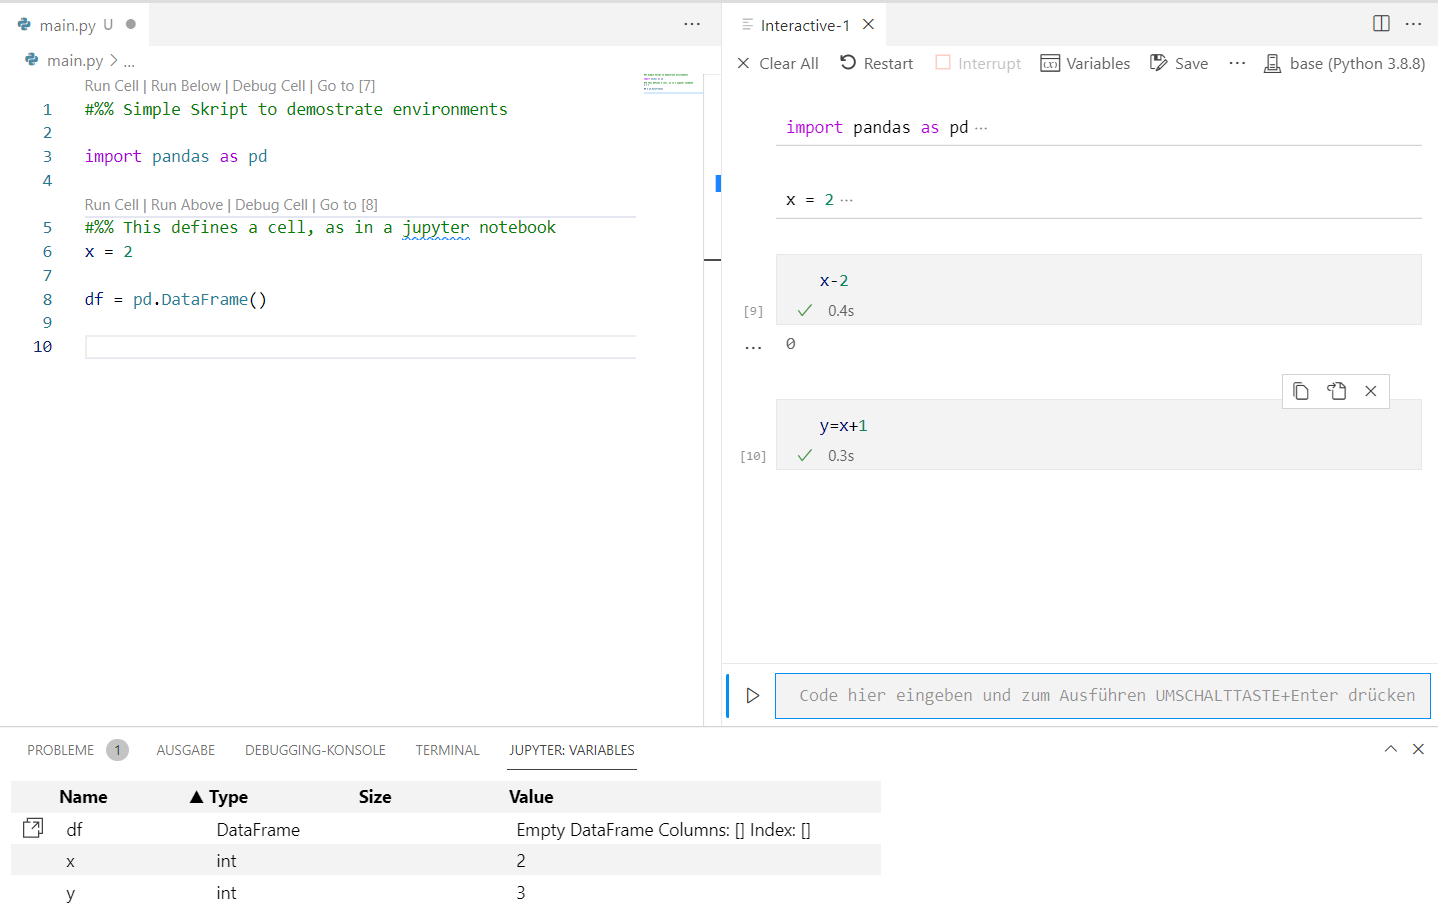 main.py U
main.py > ...
Run Cell | Run Below | Debug Cell | Go to [7]
1 #%% Simple Skript to demostrate environments
2
3 import pandas as pd
4
Run Cell | Run Above | Debug Cell | Go to [8]
5 #%% This defines a cell, as in a jupyter notebook
6 x = 2
7
8 df = pd.DataFrame()
9
10
Interactive-1
Clear All Restart Interrupt Variables Save ... base (Python 3.8.8)
import pandas as pd ...
x = 2 ...
x-2
[9] 0.4s
... 0
y=x+1
[10] 0.3s
Code hier eingeben und zum Ausführen UMSCHALTTASTE+Enter drücken
PROBLEME 1 AUSGABE DEBUGGING-KONSOLE TERMINAL JUPYTER: VARIABLES
Name ▲ Type Size Value
df DataFrame Empty DataFrame Columns: [] Index: []
x int 2
y int 3